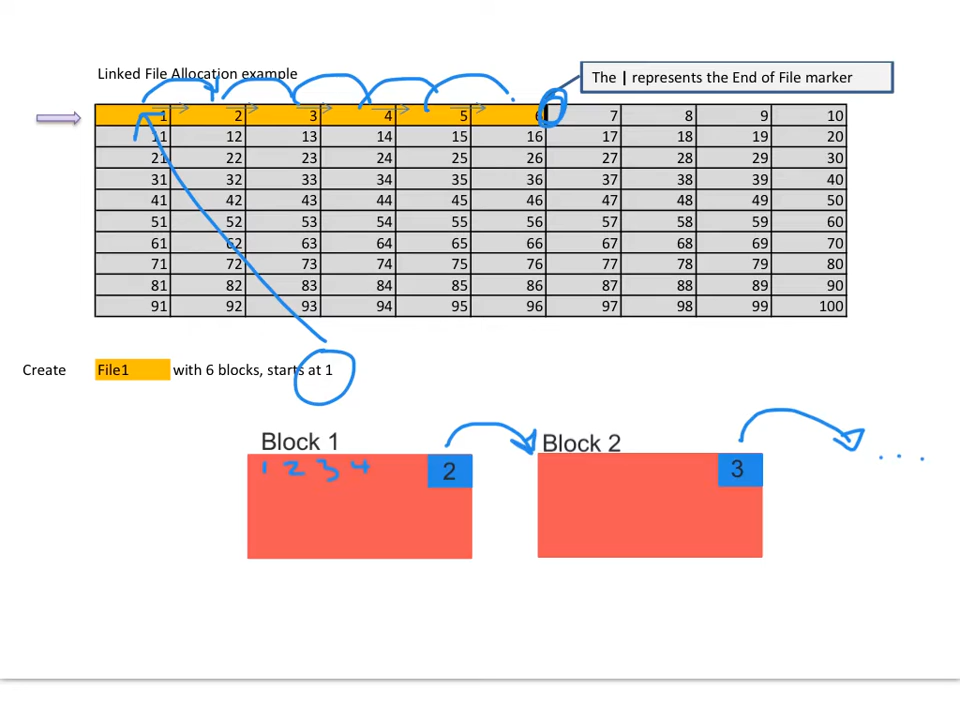 Linked File Allocation example
The | represents the End of File marker
1 2 3 4 5 6 7 8 9 10
11 12 13 14 15 16 17 18 19 20
21 22 23 24 25 26 27 28 29 30
31 32 33 34 35 36 37 38 39 40
41 42 43 44 45 46 47 48 49 50
51 52 53 54 55 56 57 58 59 60
61 62 63 64 65 66 67 68 69 70
71 72 73 74 75 76 77 78 79 80
81 82 83 84 85 86 87 88 89 90
91 92 93 94 95 96 97 98 99 100
Create File1 with 6 blocks, starts at 1
Block 1
Block 2
1 2 3 4
2
3
. . .